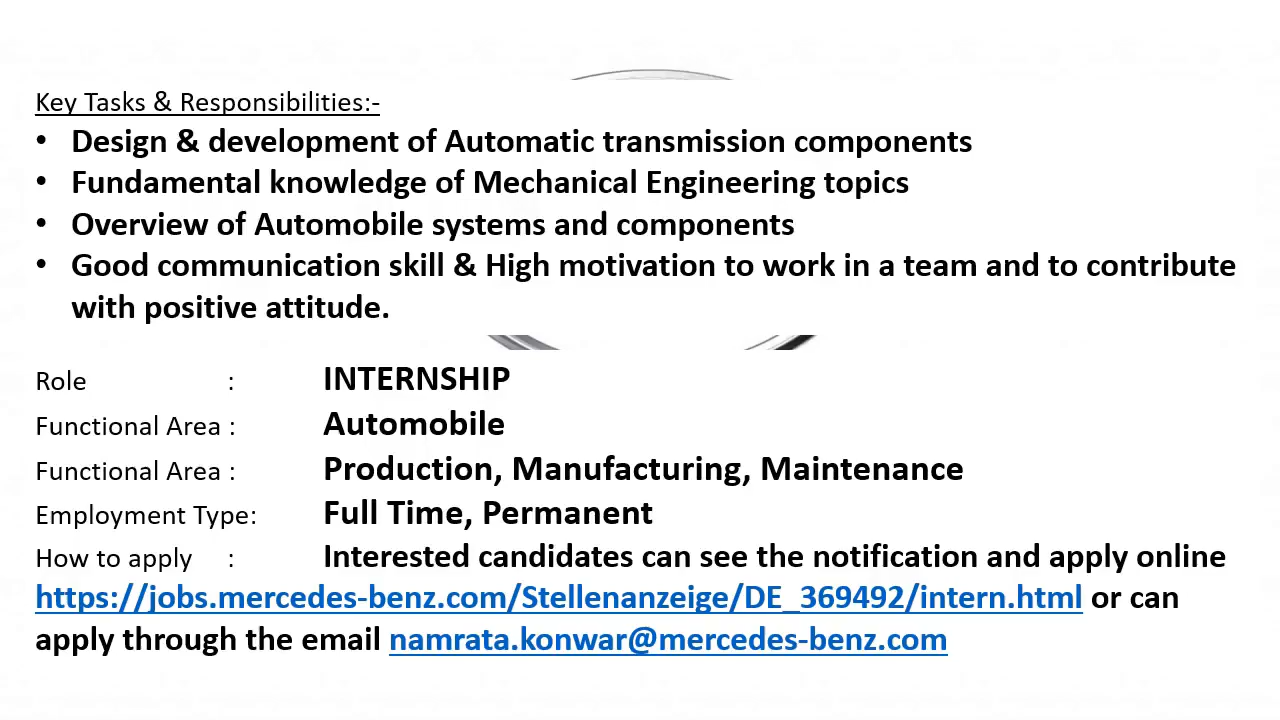 Key Tasks & Responsibilities:-
• Design & development of Automatic transmission components
• Fundamental knowledge of Mechanical Engineering topics
• Overview of Automobile systems and components
• Good communication skill & High motivation to work in a team and to contribute
with positive attitude.
Role : INTERNSHIP
Functional Area : Automobile
Functional Area : Production, Manufacturing, Maintenance
Employment Type: Full Time, Permanent
How to apply : Interested candidates can see the notification and apply online
https://jobs.mercedes-benz.com/Stellenanzeige/DE_369492/intern.html or can
apply through the email namrata.konwar@mercedes-benz.com